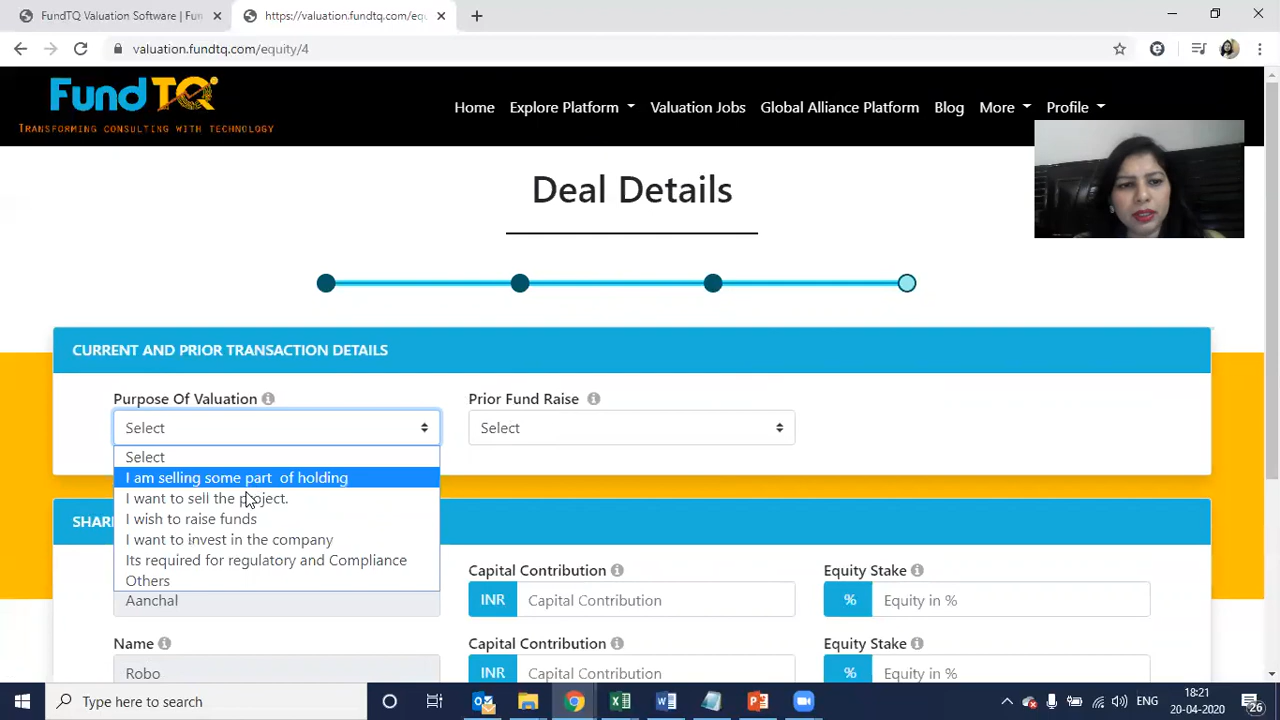 FundTQ Valuation Software | Fun
https://valuation.fundtq.com/equ
valuation.fundtq.com/equity/4
FundTQ
TRANSFORMING CONSULTING WITH TECHNOLOGY
Home Explore Platform Valuation Jobs Global Alliance Platform Blog More Profile
Deal Details
CURRENT AND PRIOR TRANSACTION DETAILS
Purpose Of Valuation Prior Fund Raise
Select Select
Select
I am selling some part of holding
I want to sell the project.
I wish to raise funds
I want to invest in the company
Its required for regulatory and Compliance
Others
SHAR
Capital Contribution Equity Stake
Aanchal INR Capital Contribution % Equity in %
Name Capital Contribution Equity Stake
Robo INR Capital Contribution % Equity in %
Type here to search
ENG
18:21
20-04-2020
26